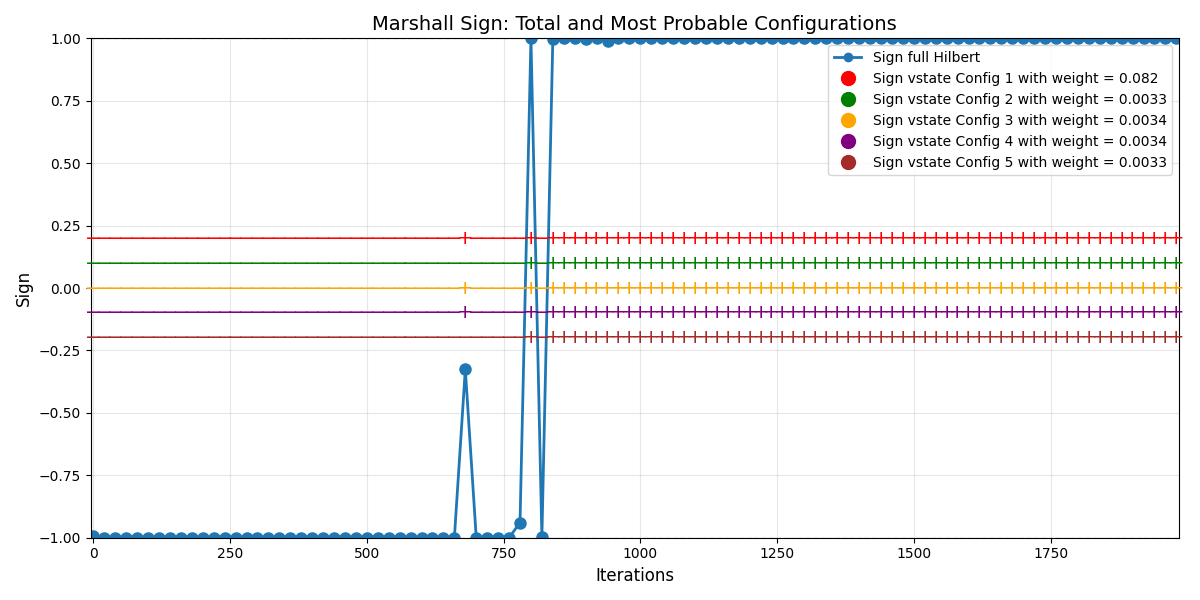 Marshall Sign: Total and Most Probable Configurations
1.00
0.75
0.50
0.25
0.00
−0.25
−0.50
−0.75
−1.00
Sign
Sign full Hilbert
Sign vstate Config 1 with weight = 0.082
Sign vstate Config 2 with weight = 0.0033
Sign vstate Config 3 with weight = 0.0034
Sign vstate Config 4 with weight = 0.0034
Sign vstate Config 5 with weight = 0.0033
0 250 500 750 1000 1250 1500 1750
Iterations